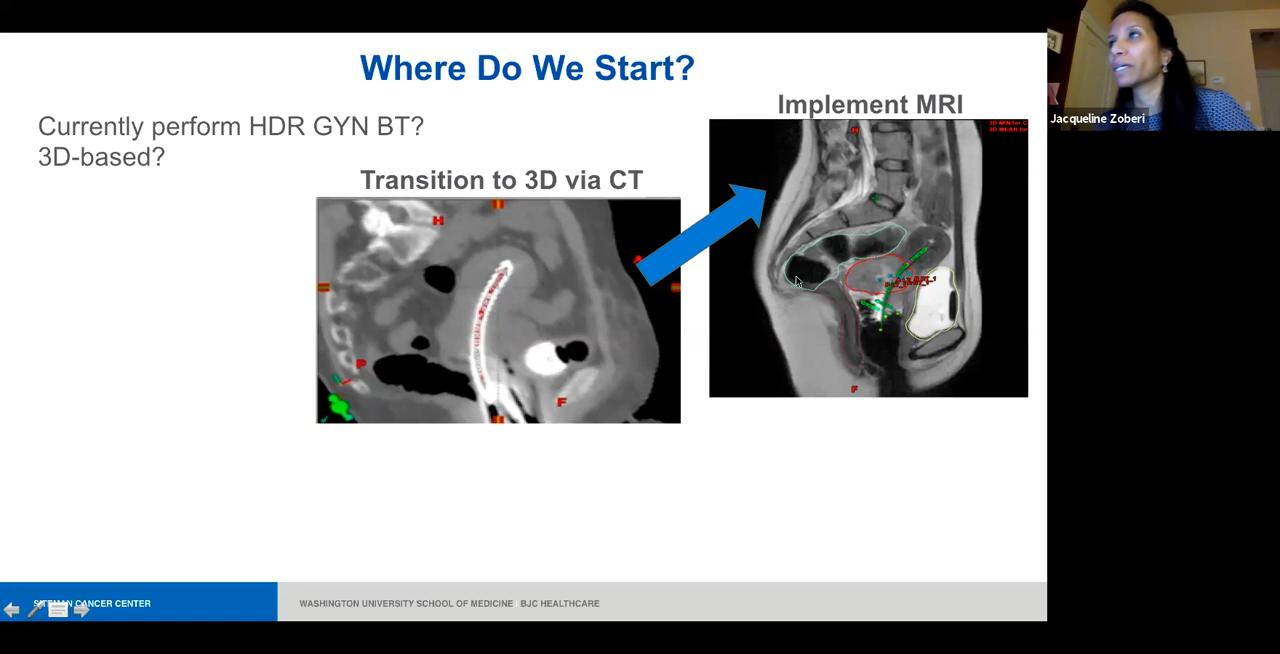 Where Do We Start?
Implement MRI
Currently perform HDR GYN BT?
3D-based?
Transition to 3D via CT
H
P
F
H
F
Jacqueline Zoberi
SITEMAN CANCER CENTER
WASHINGTON UNIVERSITY SCHOOL OF MEDICINE | BJC HEALTHCARE